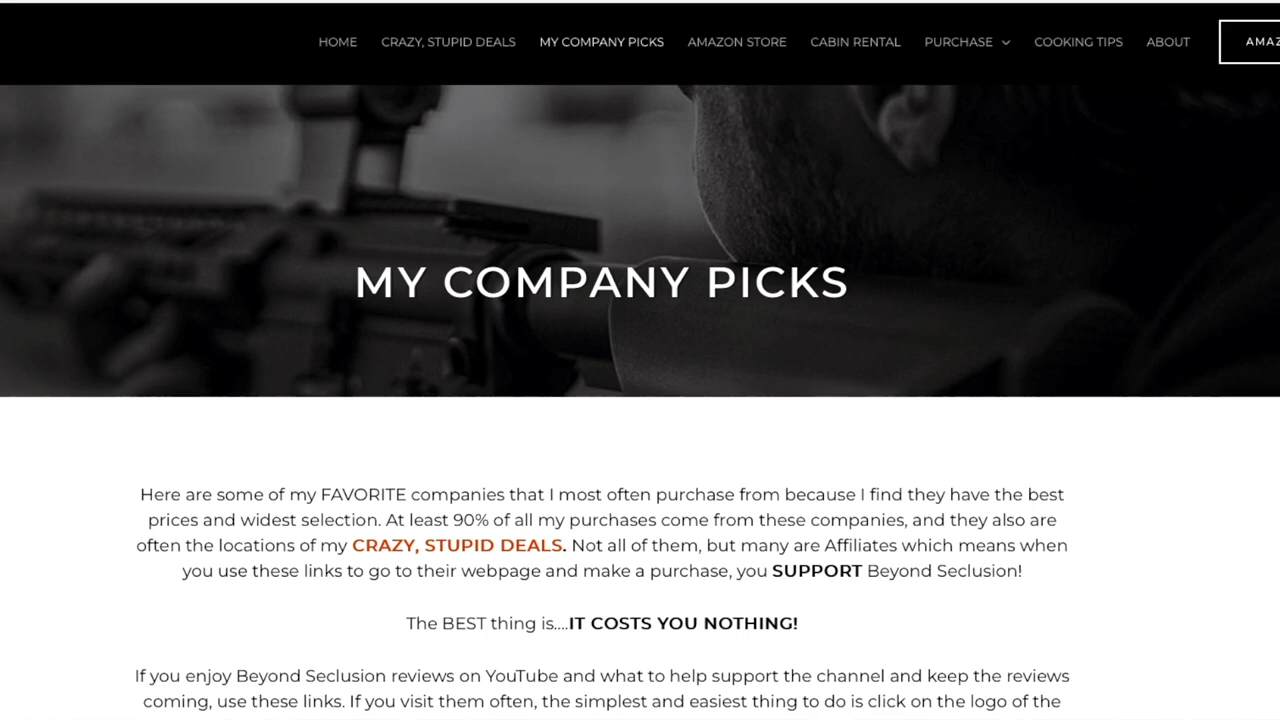 HOME CRAZY, STUPID DEALS MY COMPANY PICKS AMAZON STORE CABIN RENTAL PURCHASE COOKING TIPS ABOUT AMAZ
MY COMPANY PICKS
Here are some of my FAVORITE companies that I most often purchase from because I find they have the best
prices and widest selection. At least 90% of all my purchases come from these companies, and they also are
often the locations of my CRAZY, STUPID DEALS. Not all of them, but many are Affiliates which means when
you use these links to go to their webpage and make a purchase, you SUPPORT Beyond Seclusion!
The BEST thing is....IT COSTS YOU NOTHING!
If you enjoy Beyond Seclusion reviews on YouTube and what to help support the channel and keep the reviews
coming, use these links. If you visit them often, the simplest and easiest thing to do is click on the logo of the